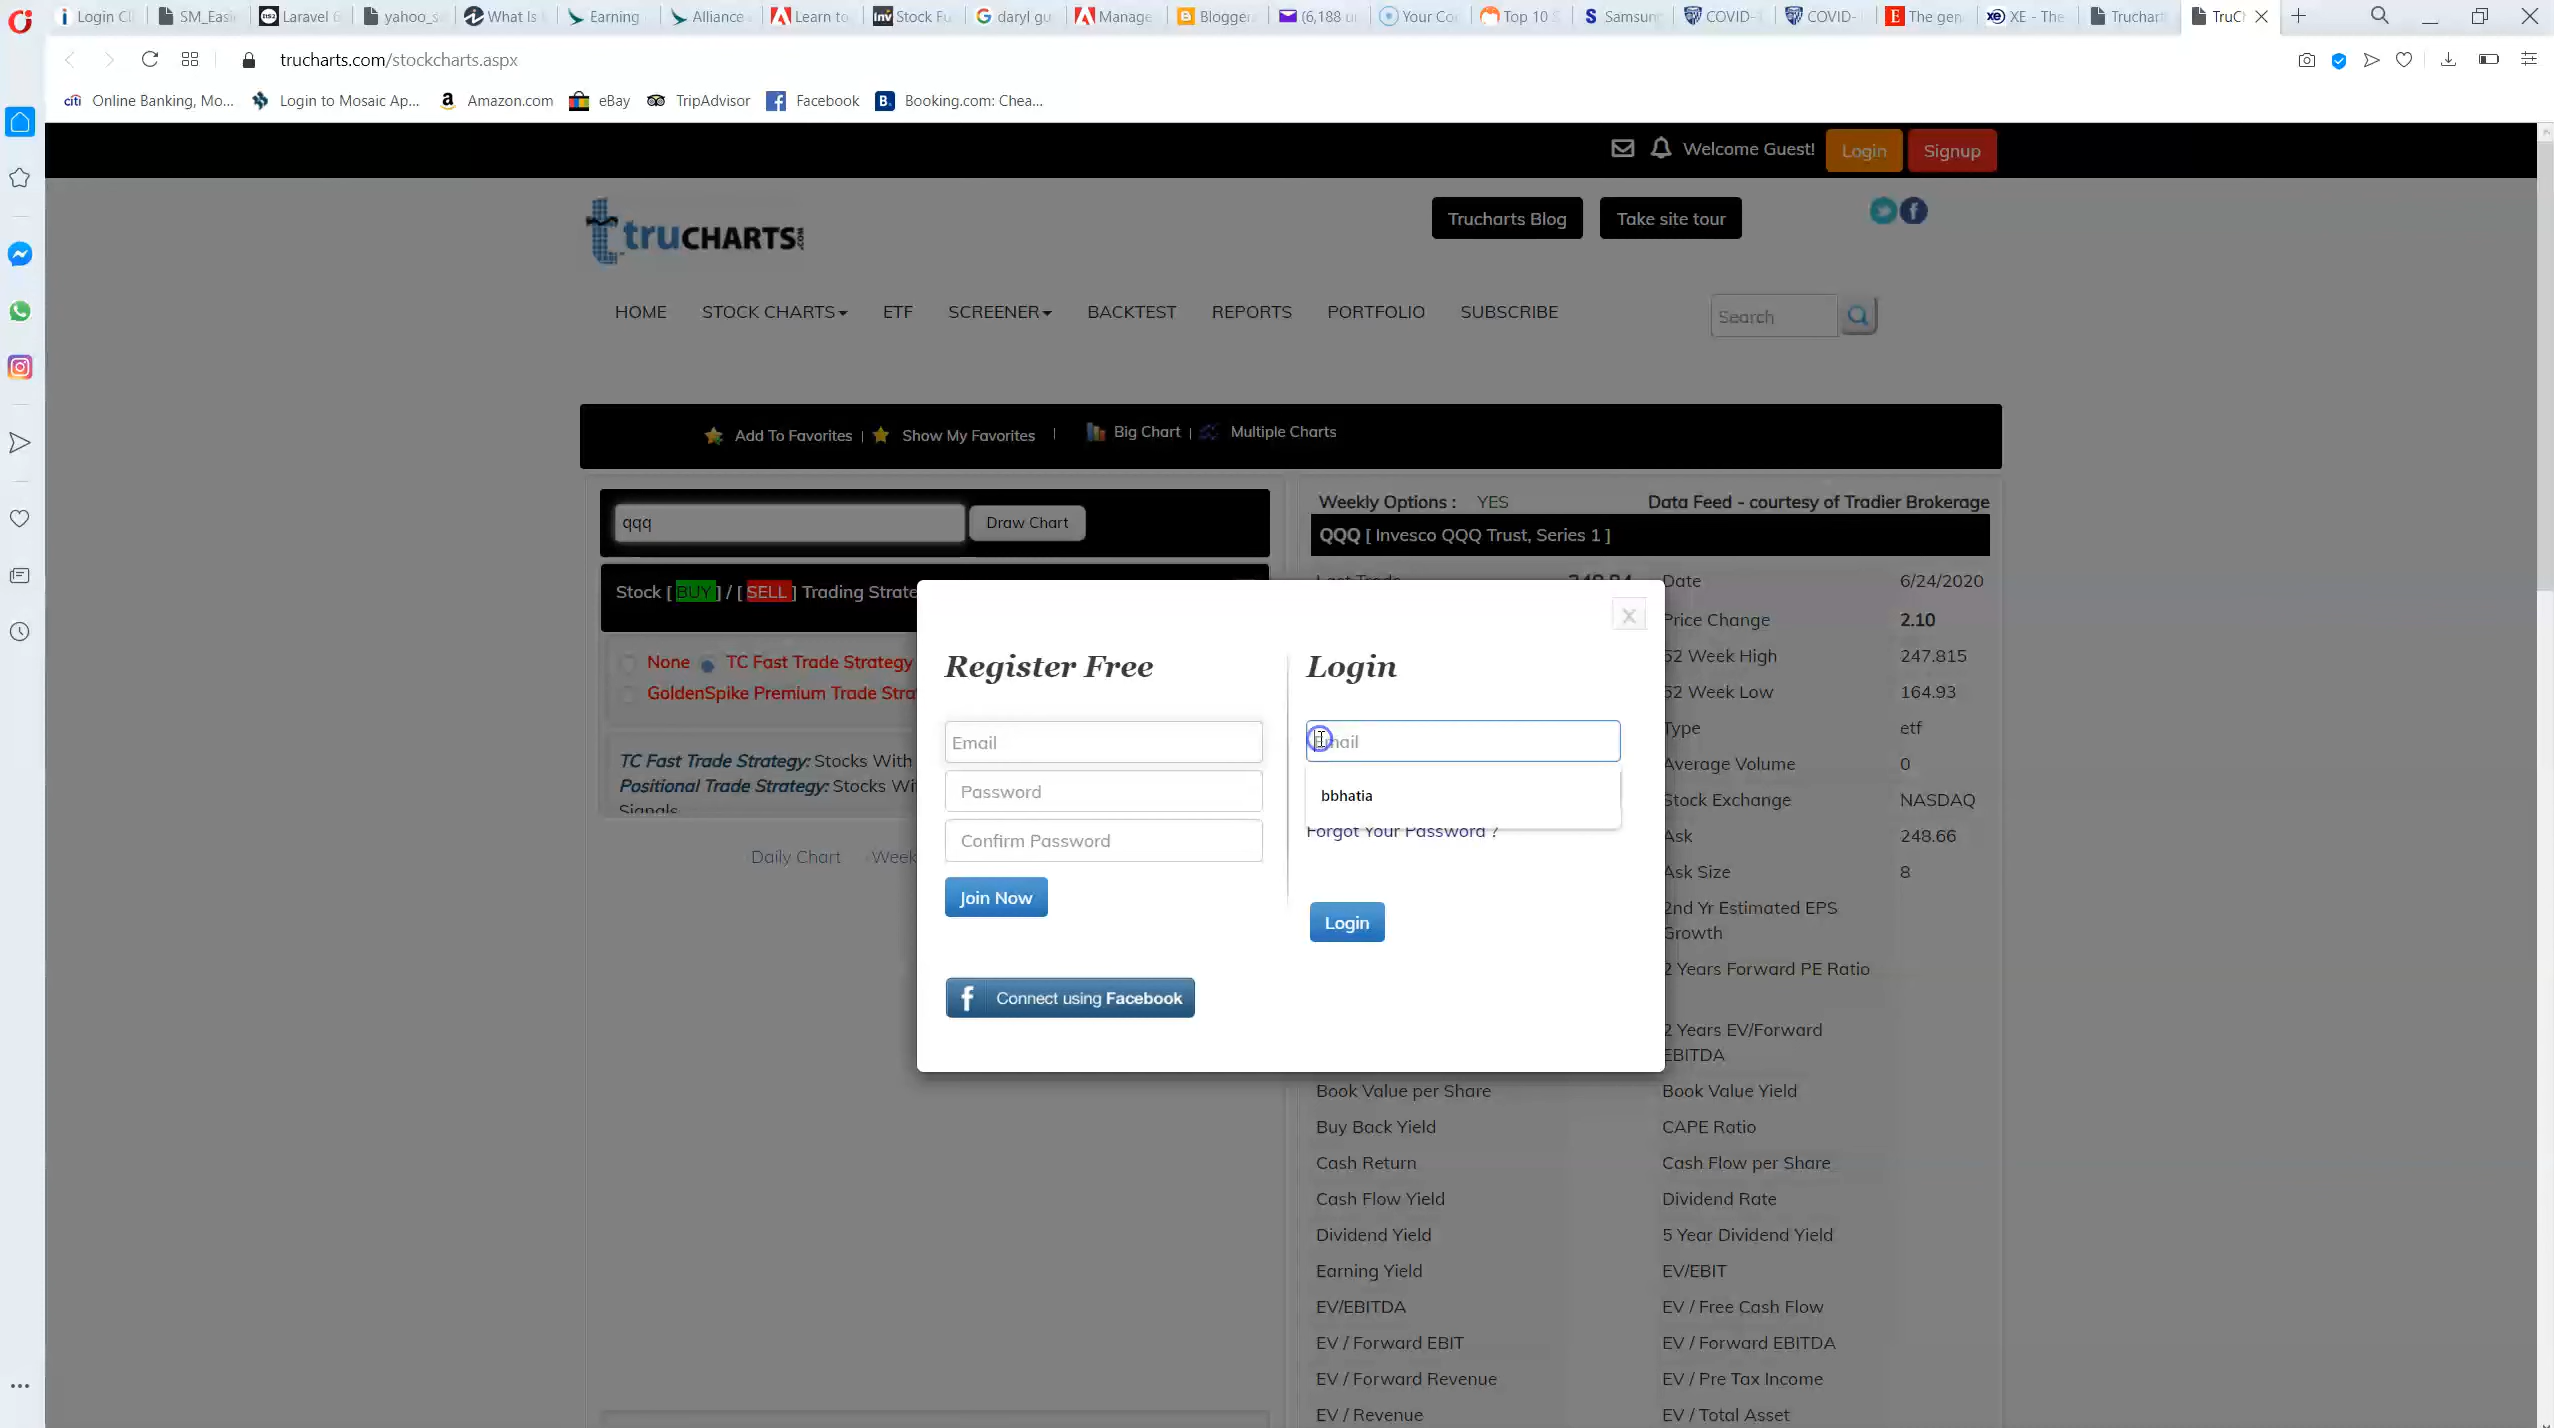 Login Cl SM_Easi Laravel 6 yahoo_s What Is Earning Alliance Learn to Stock Fu daryl gu Manage Blogger (6,188 u Your Co Top 10 S Samsun COVID-1 COVID- The gen XE - The Truchart TruCh
trucharts.com/stockcharts.aspx
Online Banking, Mo... Login to Mosaic Ap... Amazon.com eBay TripAdvisor Facebook Booking.com: Chea...
Welcome Guest! Login Signup
truCHARTS.com
Trucharts Blog Take site tour
HOME STOCK CHARTS ETF SCREENER BACKTEST REPORTS PORTFOLIO SUBSCRIBE Search
Add To Favorites | Show My Favorites | Big Chart | Multiple Charts
Weekly Options : YES Data Feed - courtesy of Tradier Brokerage
qqq Draw Chart
QQQ [ Invesco QQQ Trust, Series 1 ]
Stock [ BUY ] / [ SELL ] Trading Strate
None TC Fast Trade Strategy
GoldenSpike Premium Trade Stra
TC Fast Trade Strategy: Stocks With
Positional Trade Strategy: Stocks Wi
Signals
Daily Chart Week
Register Free
Email
Password
Confirm Password
Join Now
Connect using Facebook
X
Login
Email
bbhatia
Forgot Your Password ?
Login
Date 6/24/2020
Price Change 2.10
52 Week High 247.815
52 Week Low 164.93
Type etf
Average Volume 0
Stock Exchange NASDAQ
Ask 248.66
Ask Size 8
2nd Yr Estimated EPS
Growth
2 Years Forward PE Ratio
2 Years EV/Forward
EBITDA
Book Value per Share Book Value Yield
Buy Back Yield CAPE Ratio
Cash Return Cash Flow per Share
Cash Flow Yield Dividend Rate
Dividend Yield 5 Year Dividend Yield
Earning Yield EV/EBIT
EV/EBITDA EV / Free Cash Flow
EV / Forward EBIT EV / Forward EBITDA
EV / Forward Revenue EV / Pre Tax Income
EV / Revenue EV / Total Asset